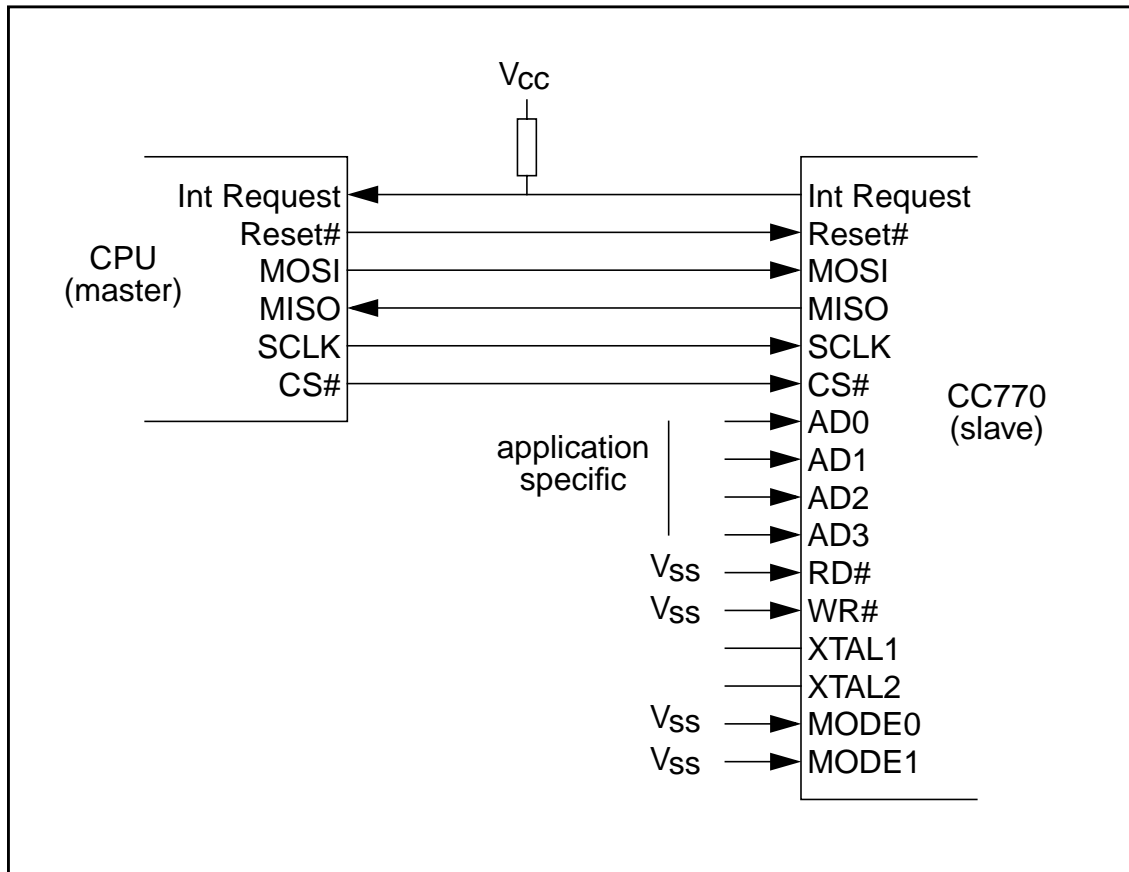 VCC
Int Request
Reset#
MOSI
MISO
SCLK
CS#
CPU
(master)
Int Request
Reset#
MOSI
MISO
SCLK
CS#
AD0
AD1
AD2
AD3
RD#
WR#
XTAL1
XTAL2
MODE0
MODE1
CC770
(slave)
application
specific
VSS
VSS
VSS
VSS